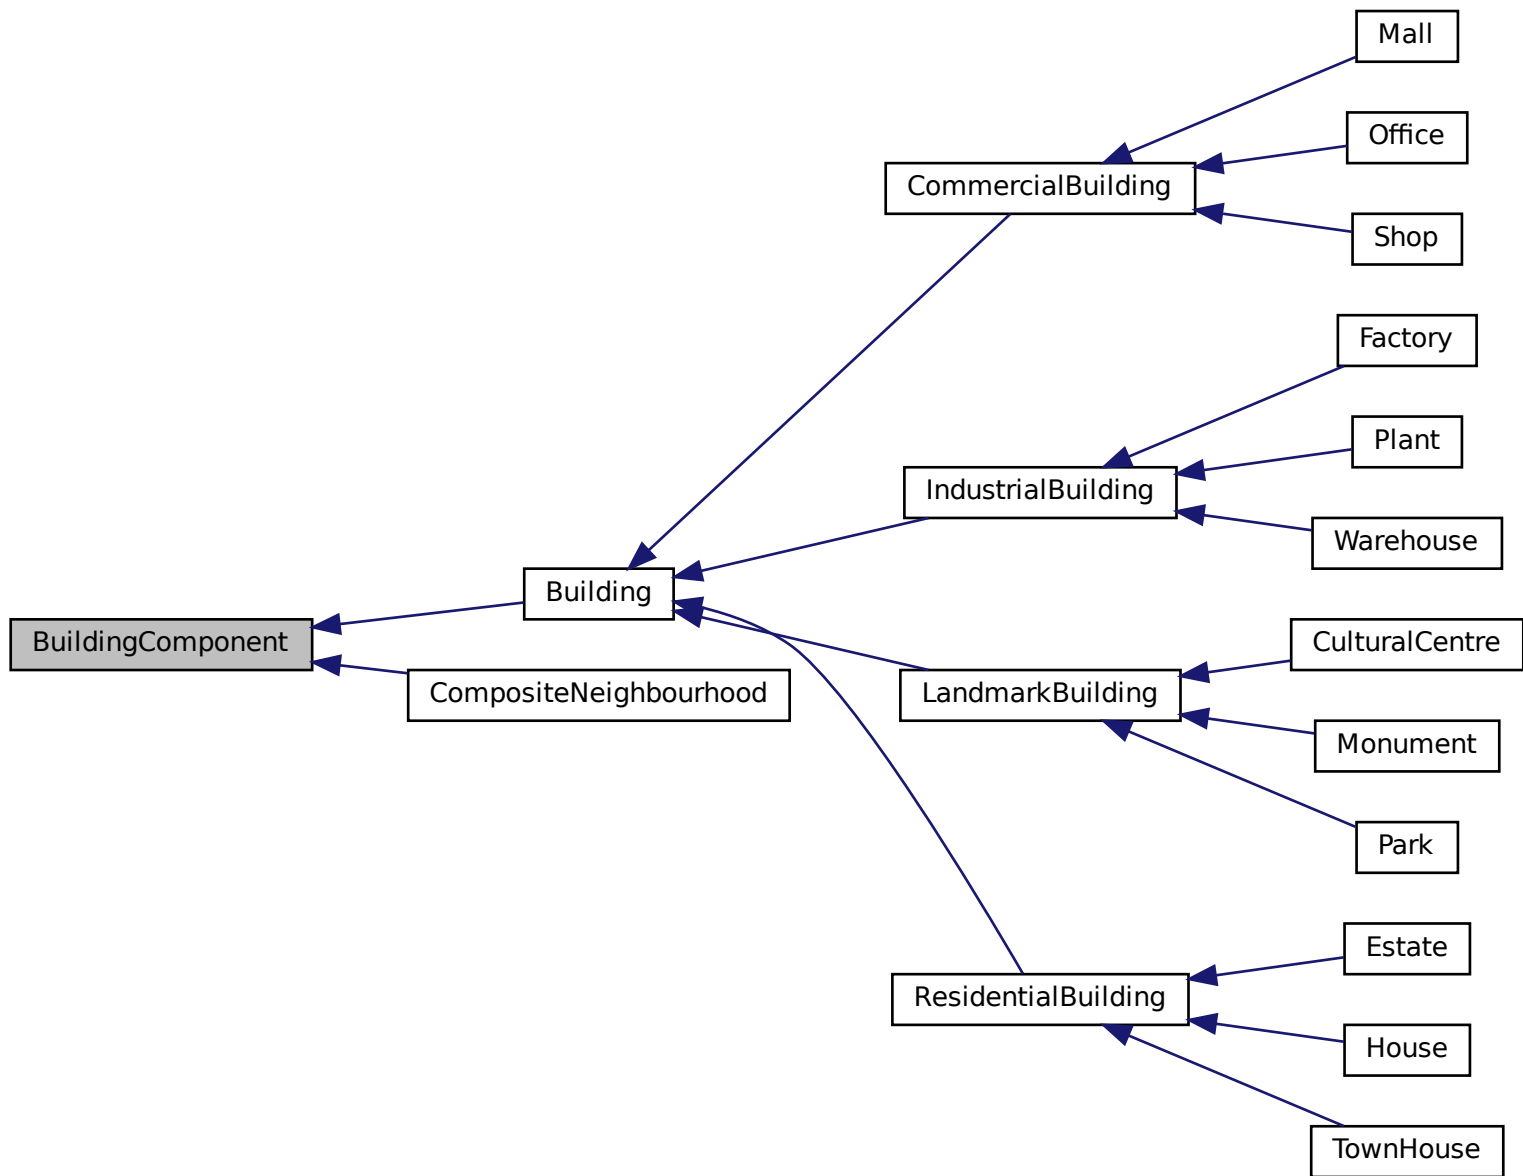 Mall
Office
CommercialBuilding
Shop
Factory
Plant
IndustrialBuilding
Warehouse
Building
BuildingComponent
CulturalCentre
CompositeNeighbourhood
LandmarkBuilding
Monument
Park
Estate
ResidentialBuilding
House
TownHouse